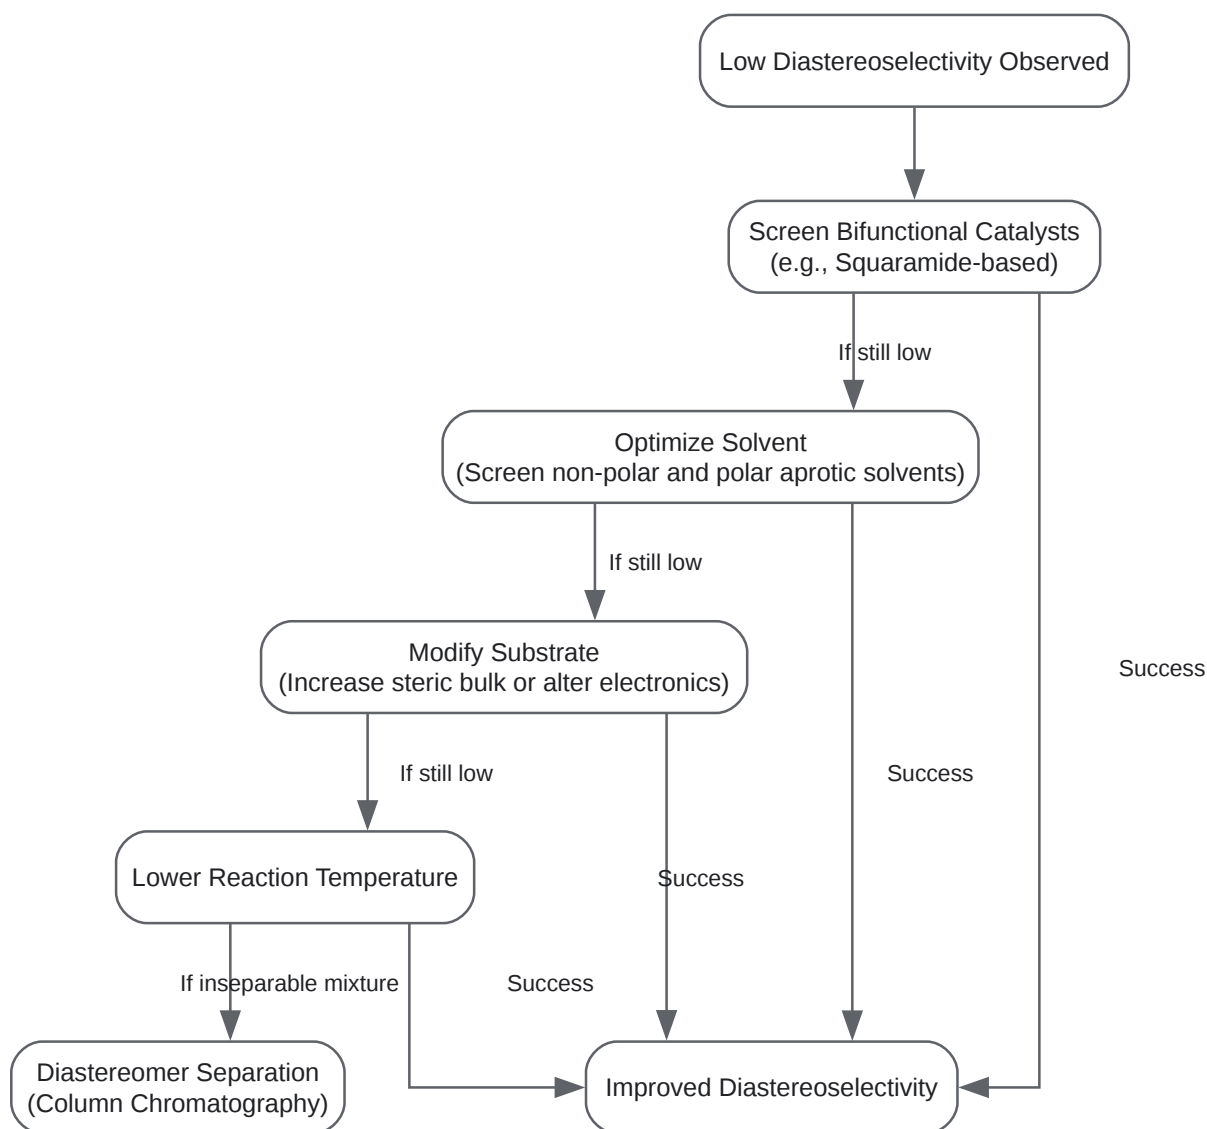 Low Diastereoselectivity Observed
Screen Bifunctional Catalysts
(e.g., Squaramide-based)
If still low
Optimize Solvent
(Screen non-polar and polar aprotic solvents)
If still low
Modify Substrate
(Increase steric bulk or alter electronics)
Success
If still low
Success
Lower Reaction Temperature
Success
If inseparable mixture
Success
Diastereomer Separation
(Column Chromatography)
Improved Diastereoselectivity